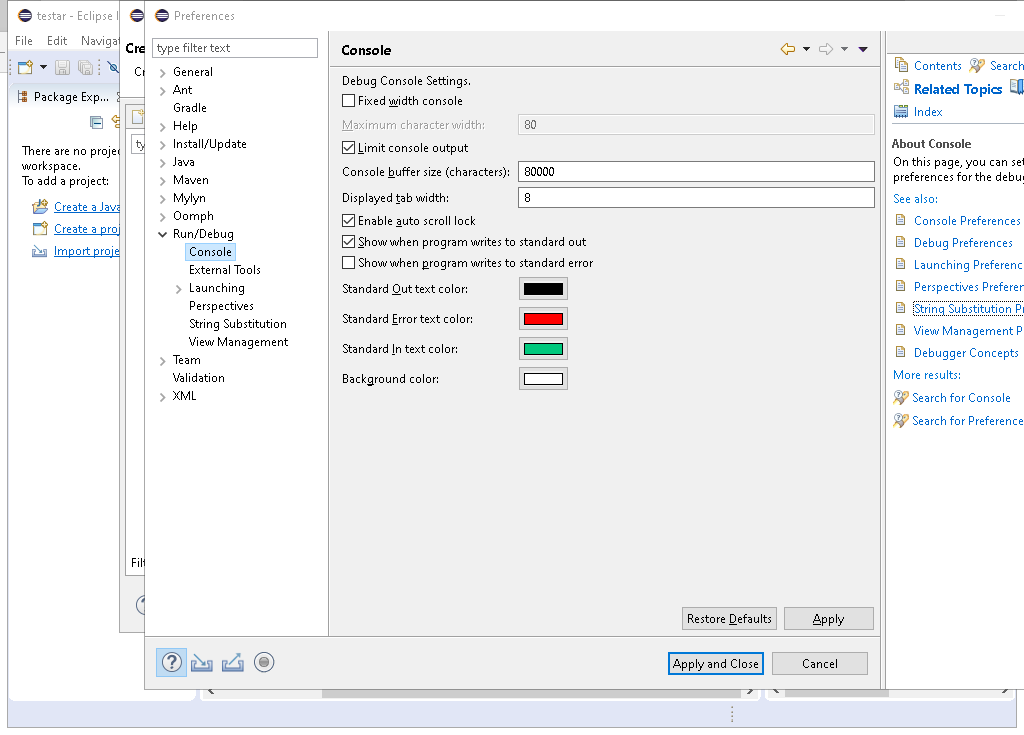 testar - Eclipse I
File Edit Navigat
Package Exp...
There are no projec
workspace.
To add a project:
Create a Java
Create a proj
Import proje
Cre
Cr
ty
Filt
Preferences
type filter text
General
Ant
Gradle
Help
Install/Update
Java
Maven
Mylyn
Oomph
Run/Debug
Console
External Tools
Launching
Perspectives
String Substitution
View Management
Team
Validation
XML
Console
Debug Console Settings.
Fixed width console
Maximum character width: 80
Limit console output
Console buffer size (characters): 80000
Displayed tab width: 8
Enable auto scroll lock
Show when program writes to standard out
Show when program writes to standard error
Standard Out text color:
Standard Error text color:
Standard In text color:
Background color:
Restore Defaults Apply
Apply and Close Cancel
Contents Search
Related Topics
Index
About Console
On this page, you can set
preferences for the debug
See also:
Console Preferences
Debug Preferences
Launching Preferenc
Perspectives Preferen
String Substitution Pr
View Management P
Debugger Concepts
More results:
Search for Console
Search for Preference